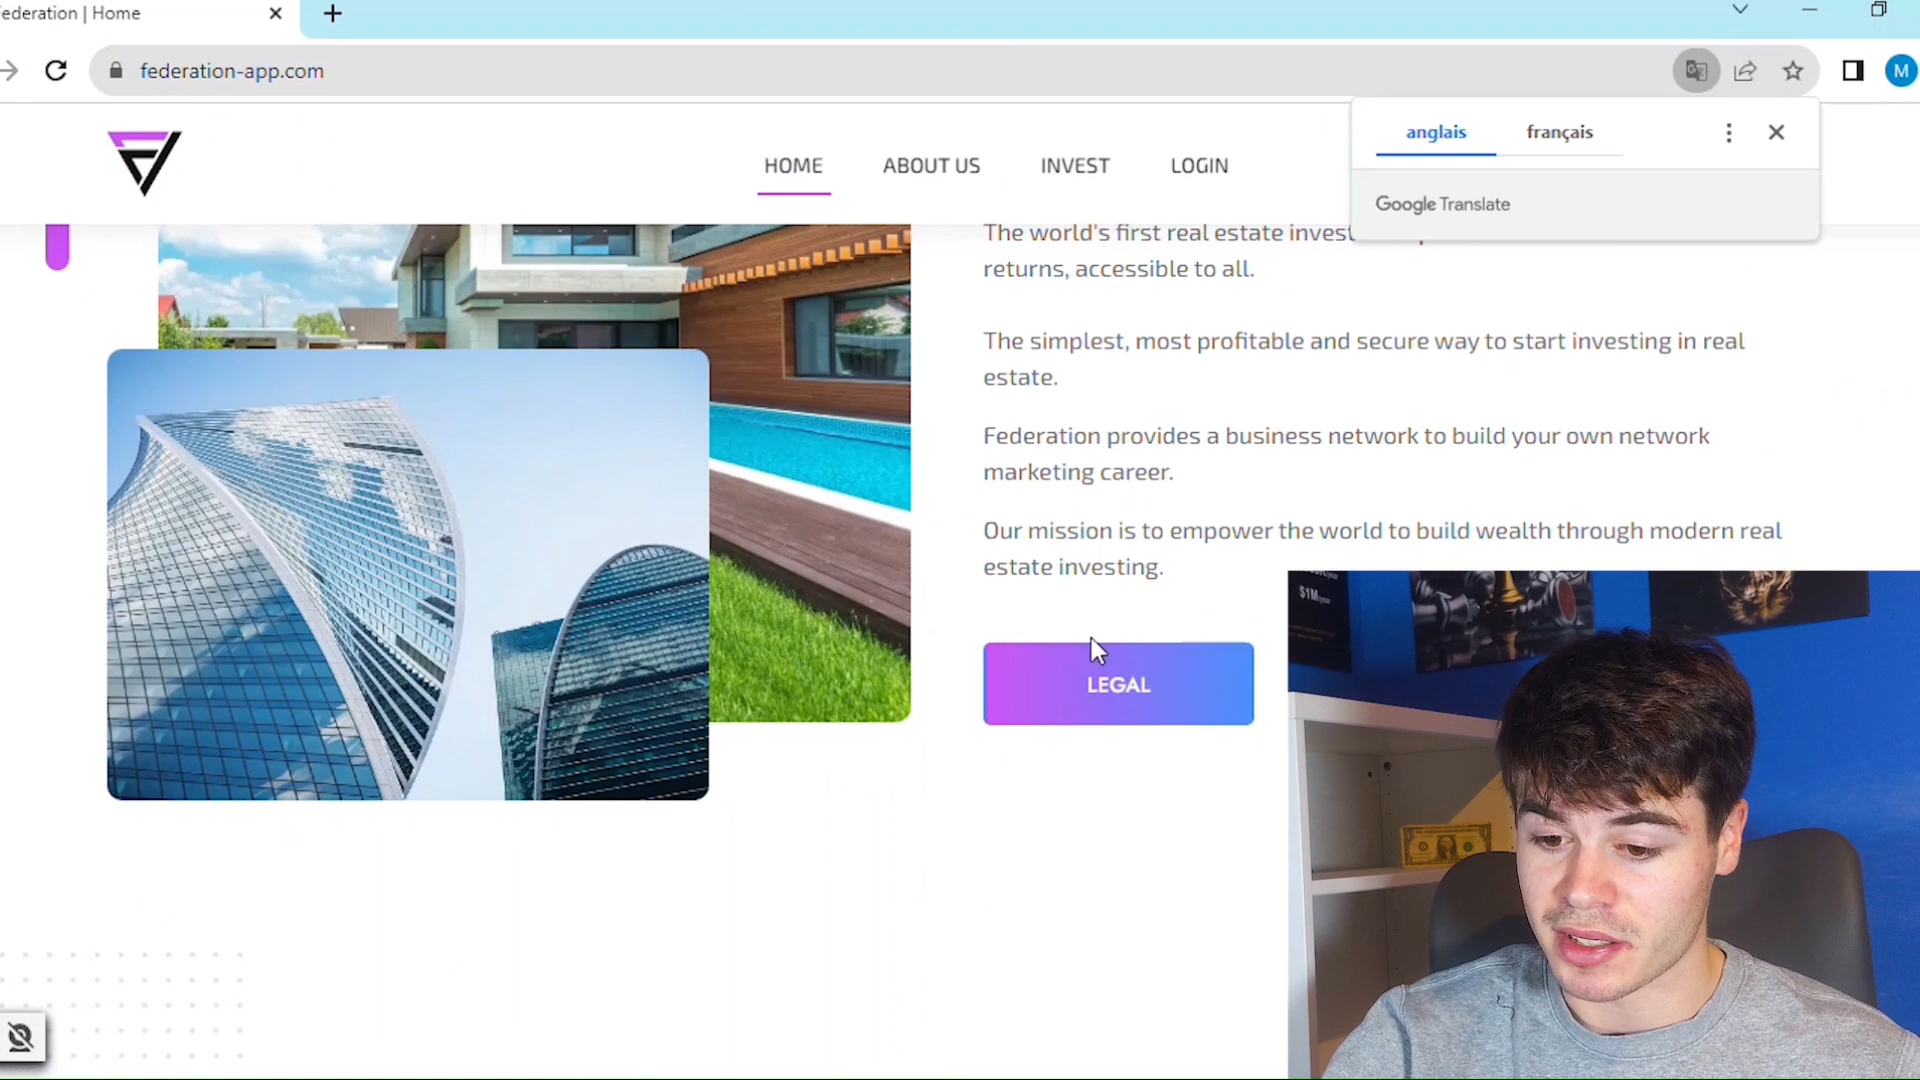 ederation | Home
federation-app.com
anglais français
Google Translate
HOME ABOUT US INVEST LOGIN
The world's first real estate invest
returns, accessible to all.
The simplest, most profitable and secure way to start investing in real
estate.
Federation provides a business network to build your own network
marketing career.
Our mission is to empower the world to build wealth through modern real
estate investing.
LEGAL
$1M/year
M